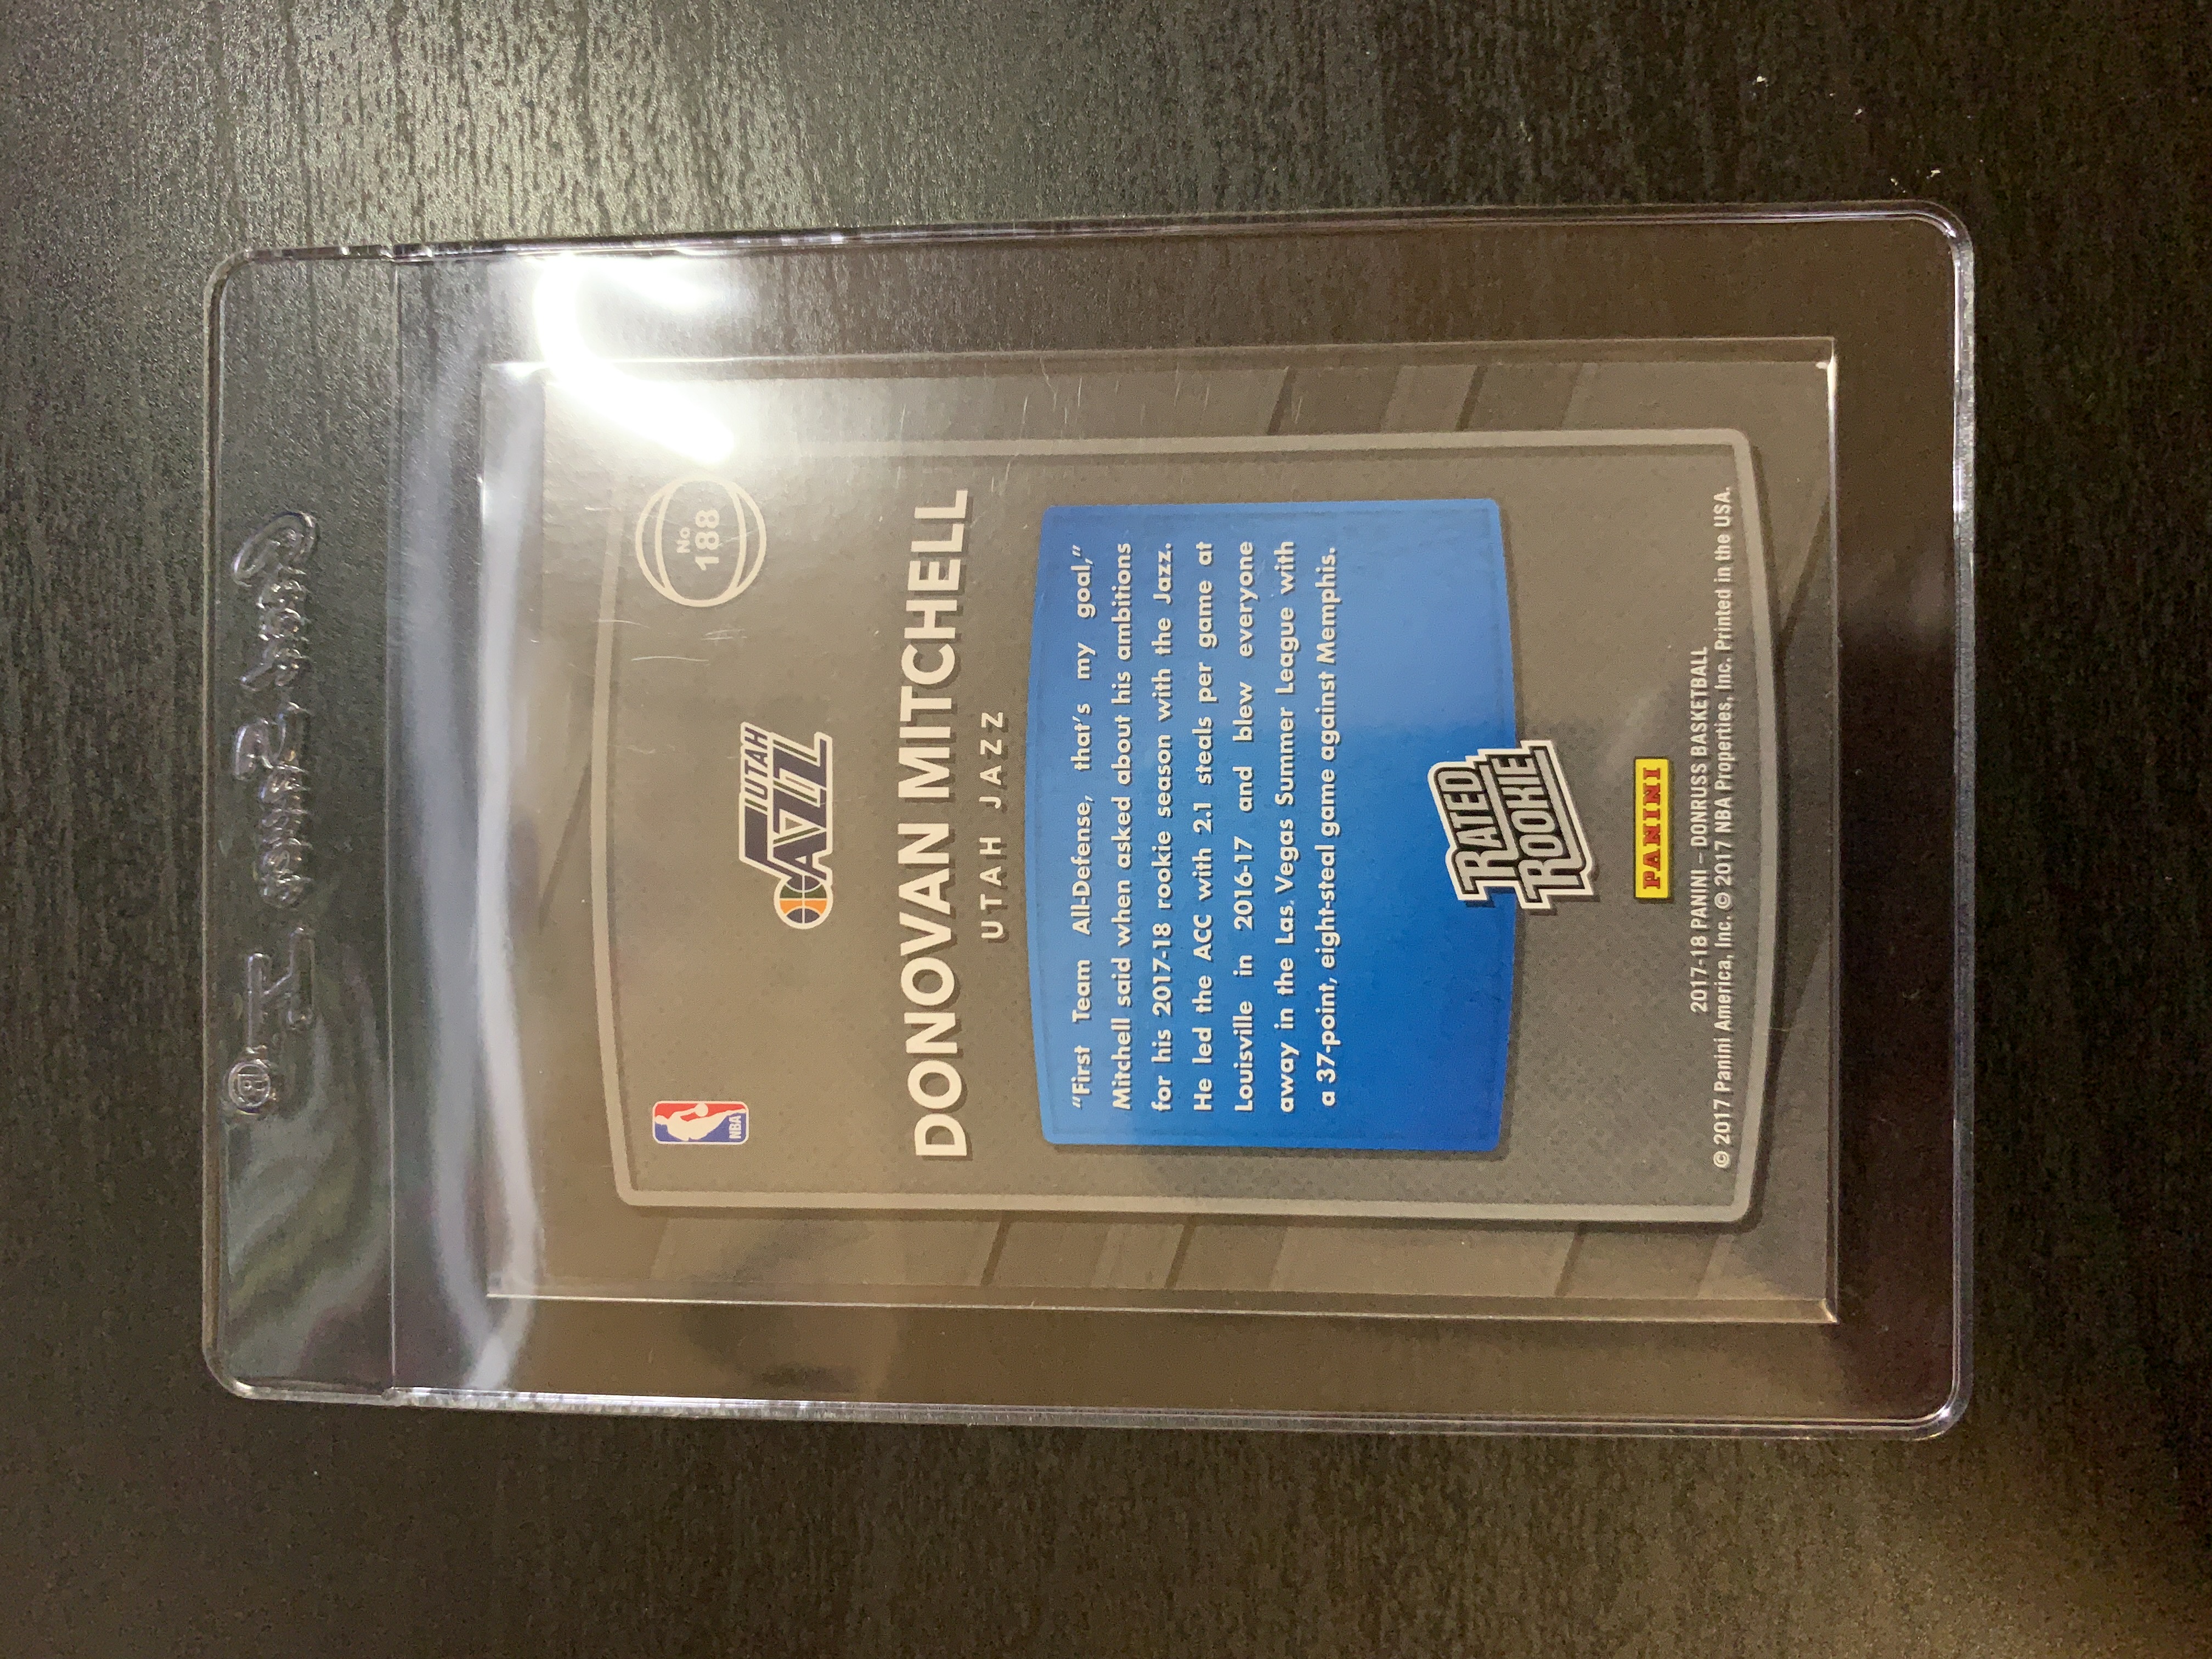 Card Saver I®
NBA
No
188
UTAH
JAZZ
DONOVAN MITCHELL
UTAH JAZZ
“First Team All-Defense, that’s my goal,”
Mitchell said when asked about his ambitions
for his 2017-18 rookie season with the Jazz.
He led the ACC with 2.1 steals per game at
Louisville in 2016-17 and blew everyone
away in the Las Vegas Summer League with
a 37-point, eight-steal game against Memphis.
RATED
ROOKIE
PANINI
2017-18 PANINI – DONRUSS BASKETBALL
© 2017 Panini America, Inc. © 2017 NBA Properties, Inc. Printed in the USA.